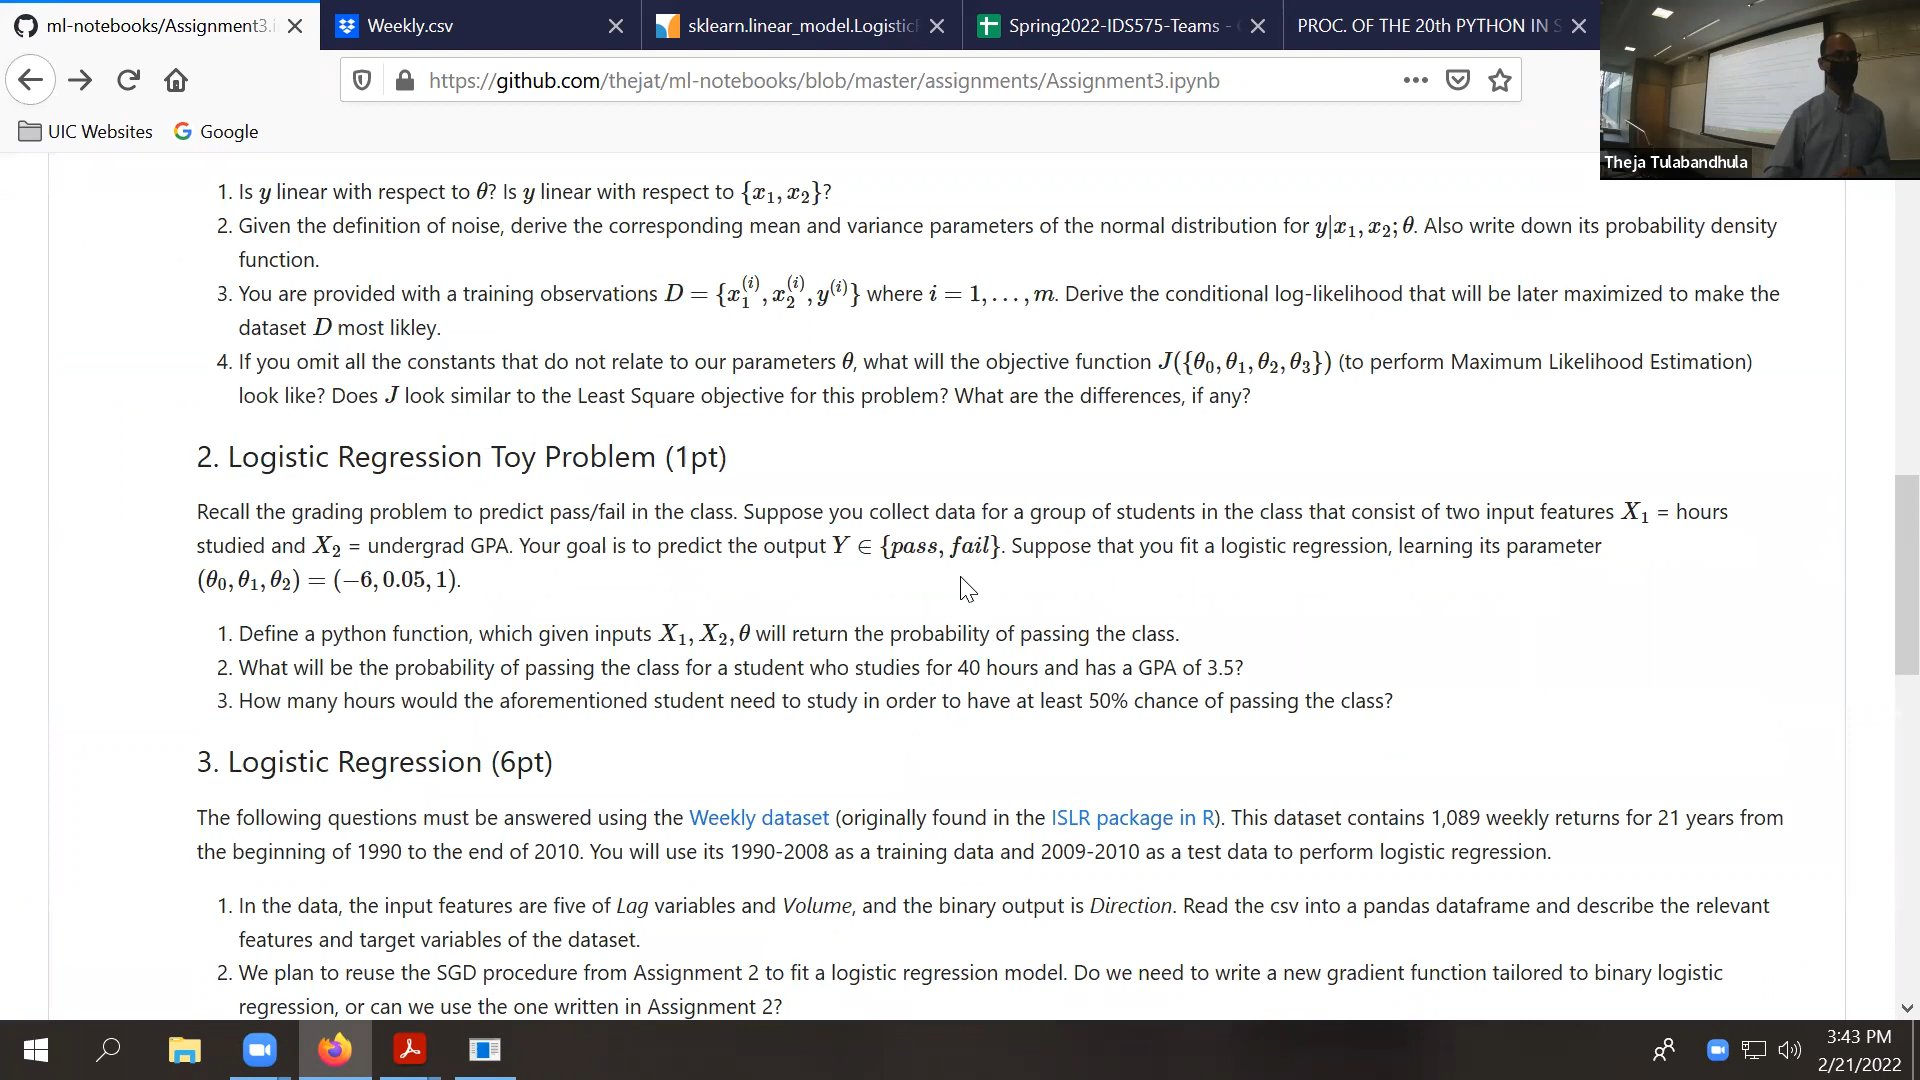 ml-notebooks/Assignment3.i
Weekly.csv
sklearn.linear_model.Logistic
Spring2022-IDS575-Teams -
PROC. OF THE 20th PYTHON IN S
https://github.com/thejat/ml-notebooks/blob/master/assignments/Assignment3.ipynb
UIC Websites
Google
Theja Tulabandhula
1. Is y linear with respect to θ? Is y linear with respect to {x₁, x₂}?
2. Given the definition of noise, derive the corresponding mean and variance parameters of the normal distribution for y|x₁, x₂; θ. Also write down its probability density
function.
3. You are provided with a training observations D = {x₁⁽ⁱ⁾, x₂⁽ⁱ⁾, y⁽ⁱ⁾} where i = 1, . . . , m. Derive the conditional log-likelihood that will be later maximized to make the
dataset D most likley.
4. If you omit all the constants that do not relate to our parameters θ, what will the objective function J({θ₀, θ₁, θ₂, θ₃}) (to perform Maximum Likelihood Estimation)
look like? Does J look similar to the Least Square objective for this problem? What are the differences, if any?
2. Logistic Regression Toy Problem (1pt)
Recall the grading problem to predict pass/fail in the class. Suppose you collect data for a group of students in the class that consist of two input features X₁ = hours
studied and X₂ = undergrad GPA. Your goal is to predict the output Y ∈ {pass, fail}. Suppose that you fit a logistic regression, learning its parameter
(θ₀, θ₁, θ₂) = (−6, 0.05, 1).
1. Define a python function, which given inputs X₁, X₂, θ will return the probability of passing the class.
2. What will be the probability of passing the class for a student who studies for 40 hours and has a GPA of 3.5?
3. How many hours would the aforementioned student need to study in order to have at least 50% chance of passing the class?
3. Logistic Regression (6pt)
The following questions must be answered using the Weekly dataset (originally found in the ISLR package in R). This dataset contains 1,089 weekly returns for 21 years from
the beginning of 1990 to the end of 2010. You will use its 1990-2008 as a training data and 2009-2010 as a test data to perform logistic regression.
1. In the data, the input features are five of Lag variables and Volume, and the binary output is Direction. Read the csv into a pandas dataframe and describe the relevant
features and target variables of the dataset.
2. We plan to reuse the SGD procedure from Assignment 2 to fit a logistic regression model. Do we need to write a new gradient function tailored to binary logistic
regression, or can we use the one written in Assignment 2?
3:43 PM
2/21/2022